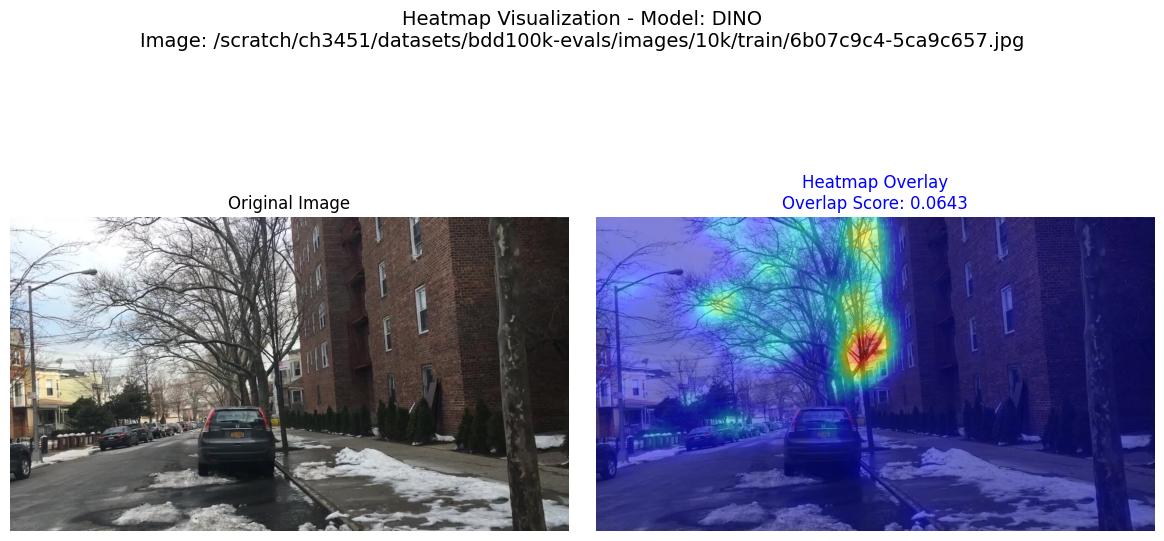 Heatmap Visualization - Model: DINO
Image: /scratch/ch3451/datasets/bdd100k-evals/images/10k/train/6b07c9c4-5ca9c657.jpg
Original Image
Heatmap Overlay
Overlap Score: 0.0643